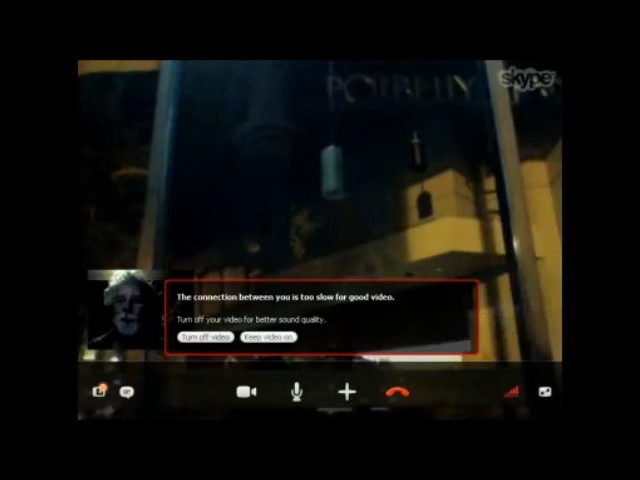 POTBELLY
skype
The connection between you is too slow for good video.
Turn off your video for better sound quality.
Turn off video
Keep video on